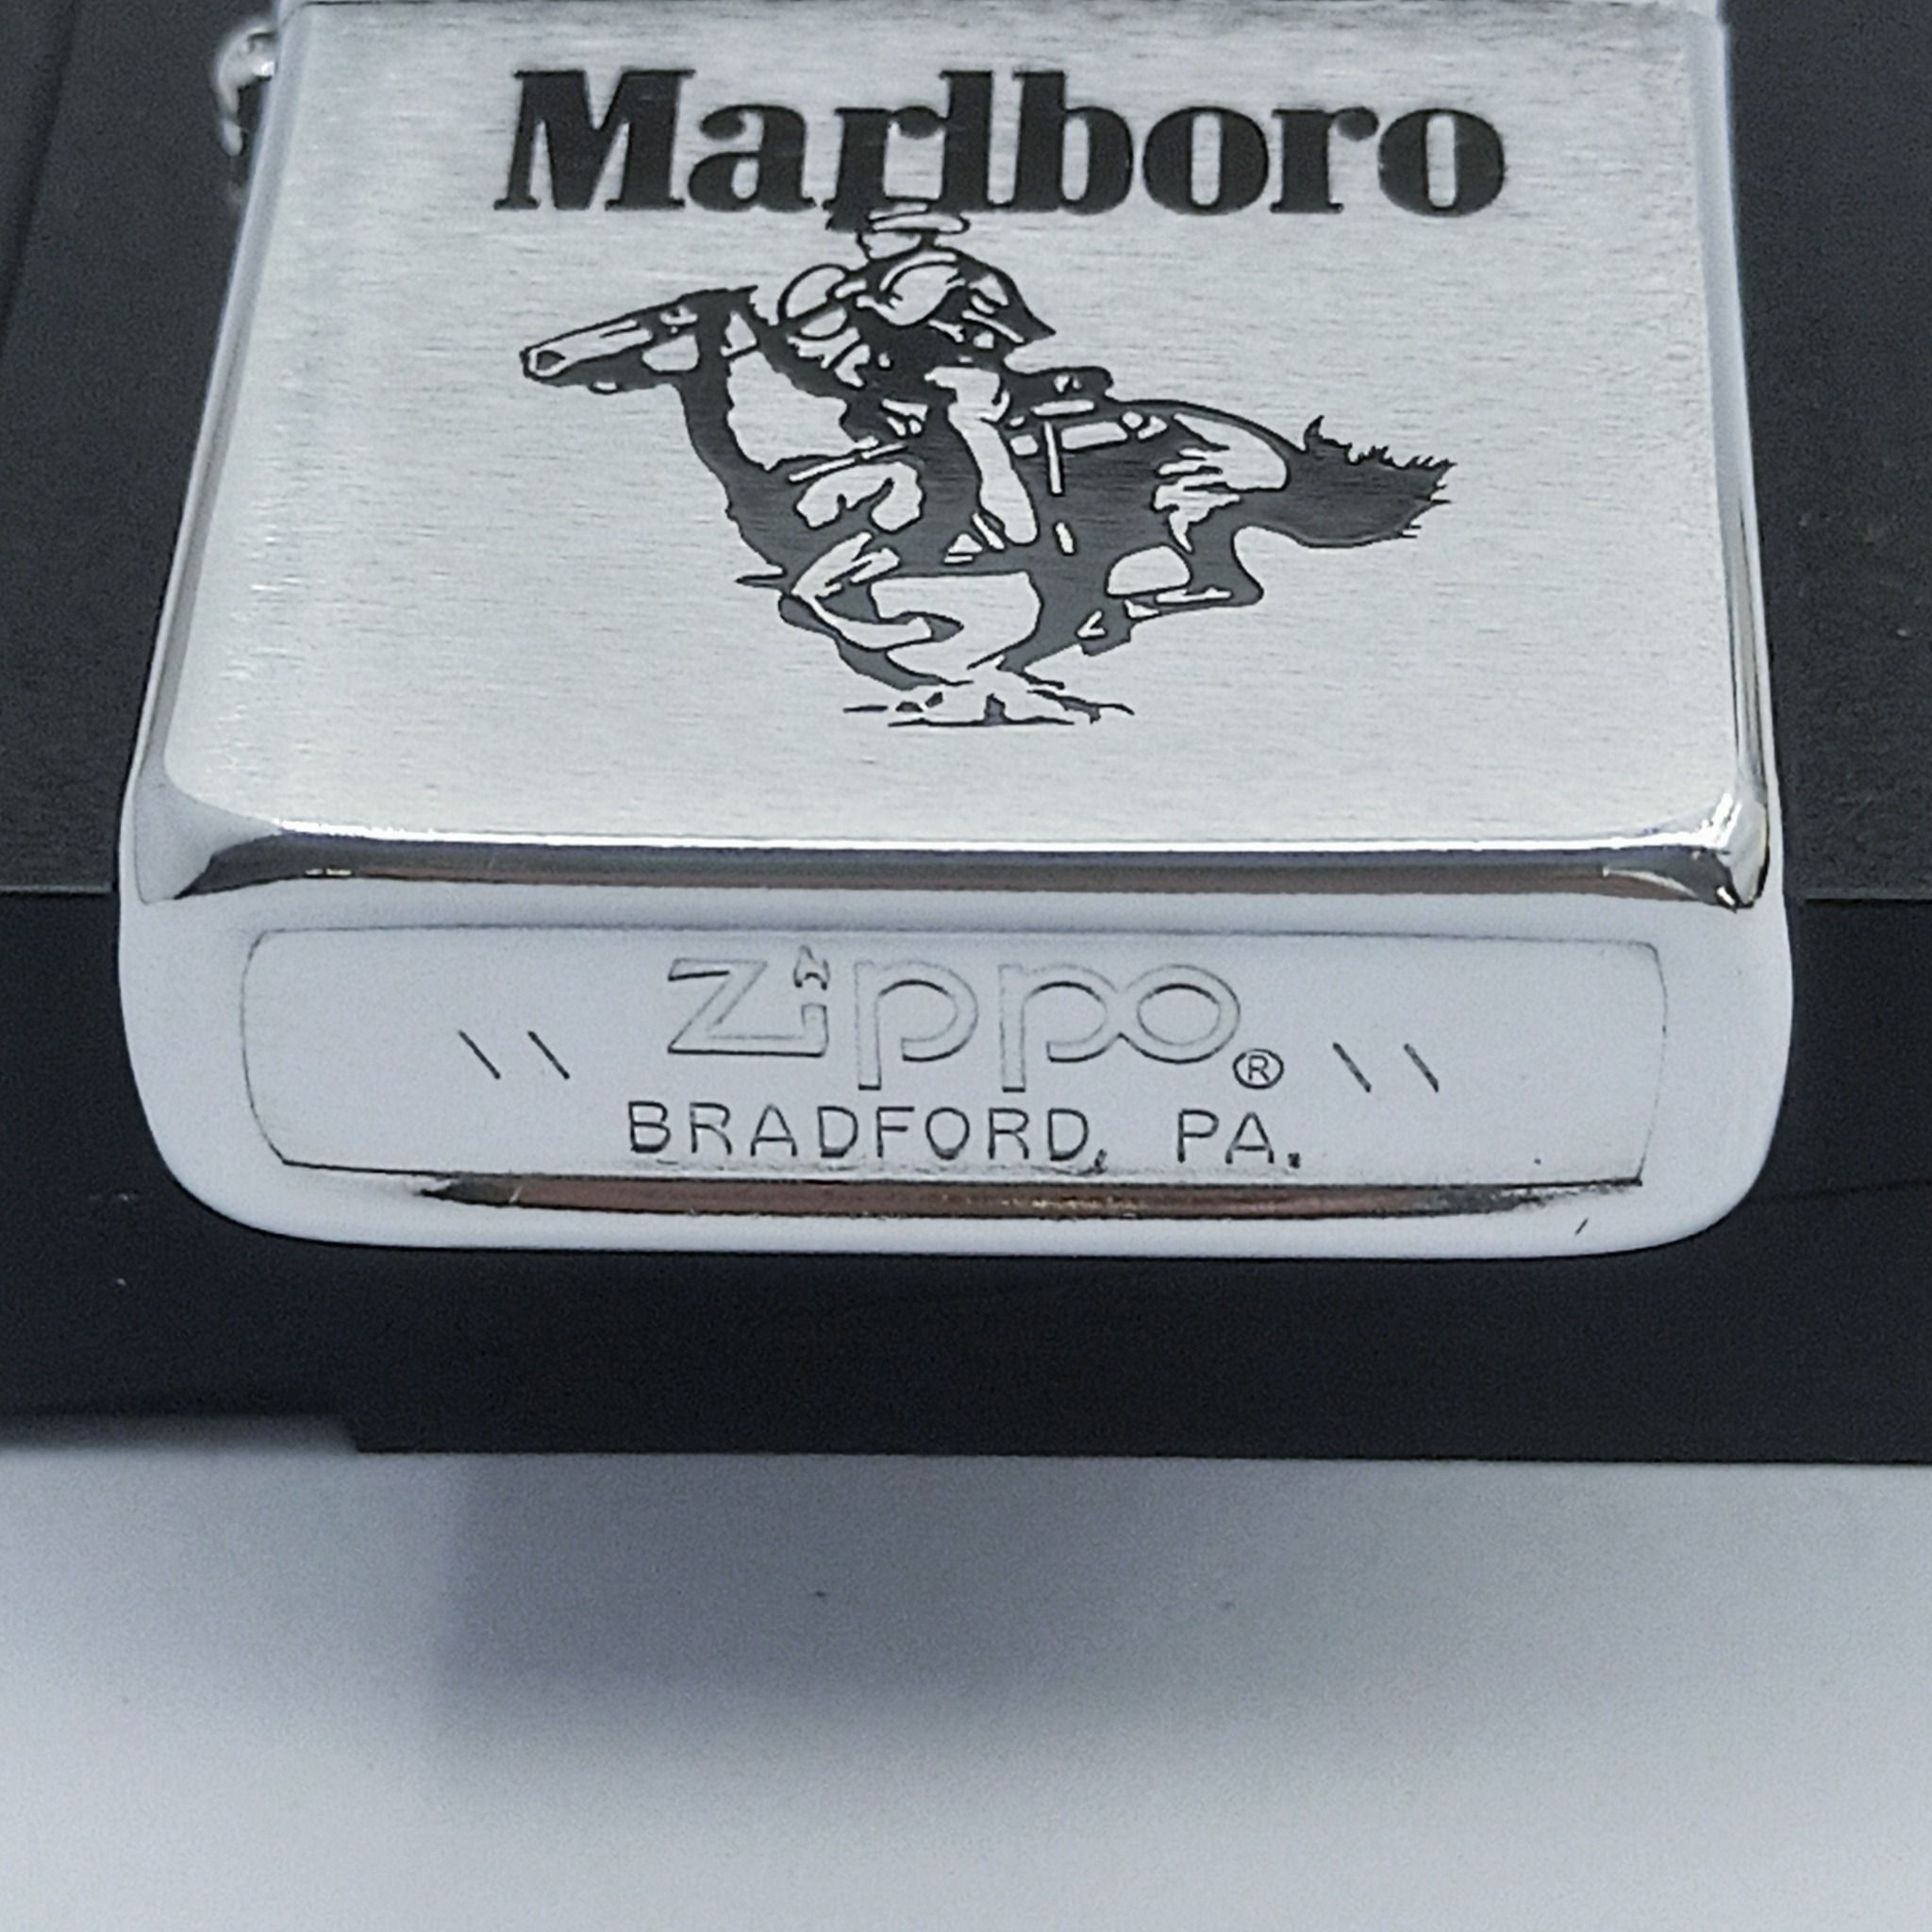 Marlboro
\\ Zippo® \\
BRADFORD, PA.